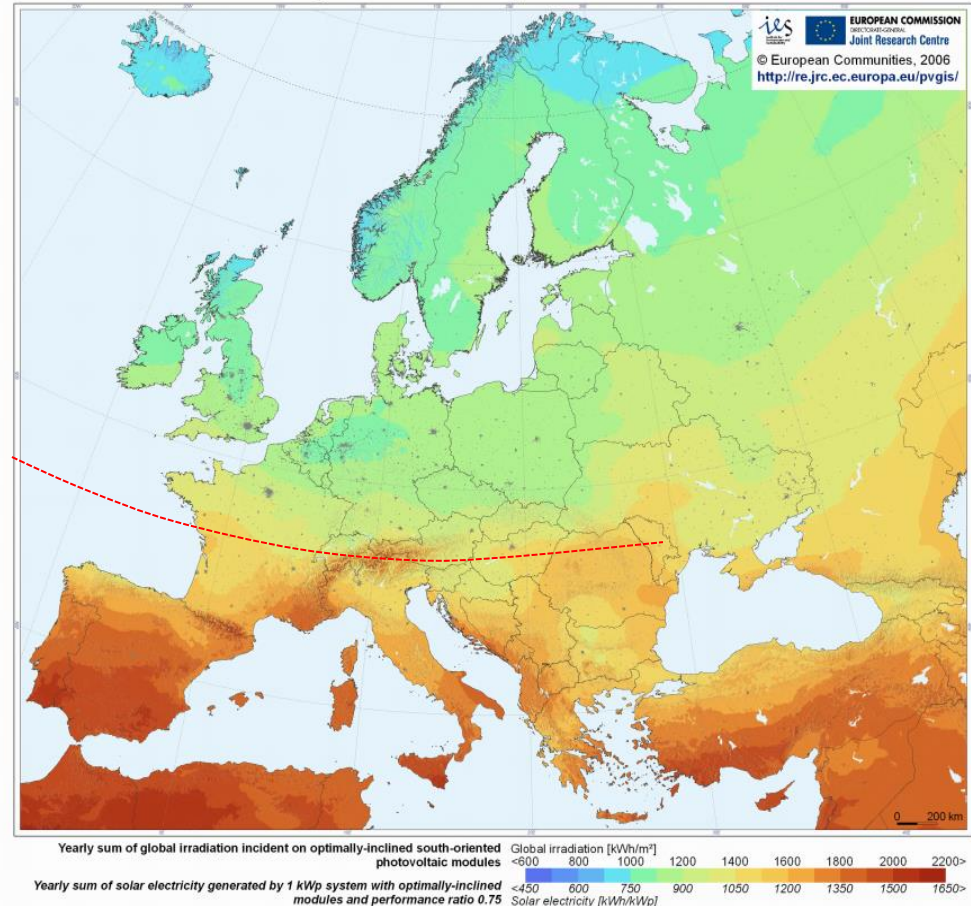 ies
EUROPEAN COMMISSION
DIRECTORATE-GENERAL
Joint Research Centre
© European Communities, 2006
http://re.jrc.ec.europa.eu/pvgis/
0 200 km
Yearly sum of global irradiation incident on optimally-inclined south-oriented
photovoltaic modules
Global irradiation [kWh/m²]
<600 800 1000 1200 1400 1600 1800 2000 2200>
Yearly sum of solar electricity generated by 1 kWp system with optimally-inclined
modules and performance ratio 0.75
<450 600 750 900 1050 1200 1350 1500 1650>
Solar electricity [kWh/kWp]